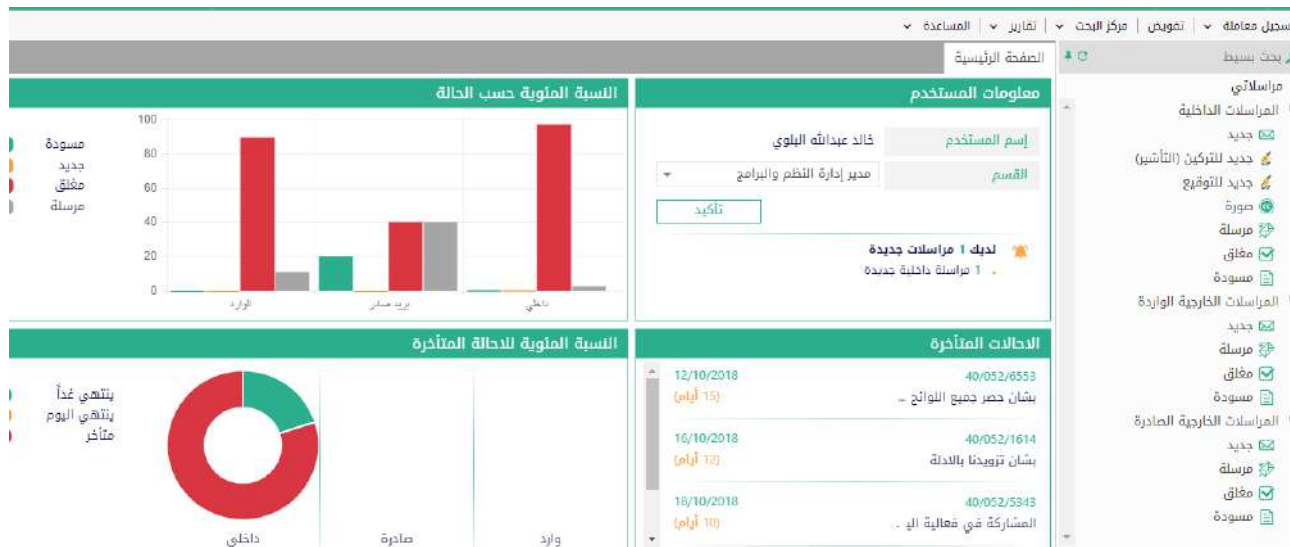 سجيل معاملة | تفويض | مركز البحث | تقارير | المساعدة
بحث بسيط
الصفحة الرئيسية
مراسلاتي
المراسلات الداخلية
جديد
جديد للتركين (التأشير)
جديد للتوقيع
صورة
مرسلة
مغلق
مسودة
المراسلات الخارجية الواردة
جديد
مرسلة
مغلق
مسودة
المراسلات الخارجية الصادرة
جديد
مرسلة
مغلق
مسودة
معلومات المستخدم
إسم المستخدم خالد عبدالله البلوي
القسم مدير إدارة النظم والبرامج
تأكيد
لديك 1 مراسلات جديدة
1 مراسلة داخلية جديدة
النسبة المئوية حسب الحالة
100
80
60
40
20
0
داخلي
بريد صادر
الوارد
مسودة
جديد
مغلق
مرسلة
الاحالات المتأخرة
40/052/6553 12/10/2018
بشان حصر جميع اللوائح ... (15 أيام)
40/052/1614 16/10/2018
بشان تزويدنا بالادلة (12 أيام)
40/052/5343 18/10/2018
المشاركة في فعالية الي ... (10 أيام)
النسبة المئوية للاحالة المتأخرة
ينتهي غداً
ينتهي اليوم
متأخر
وارد
صادرة
داخلي